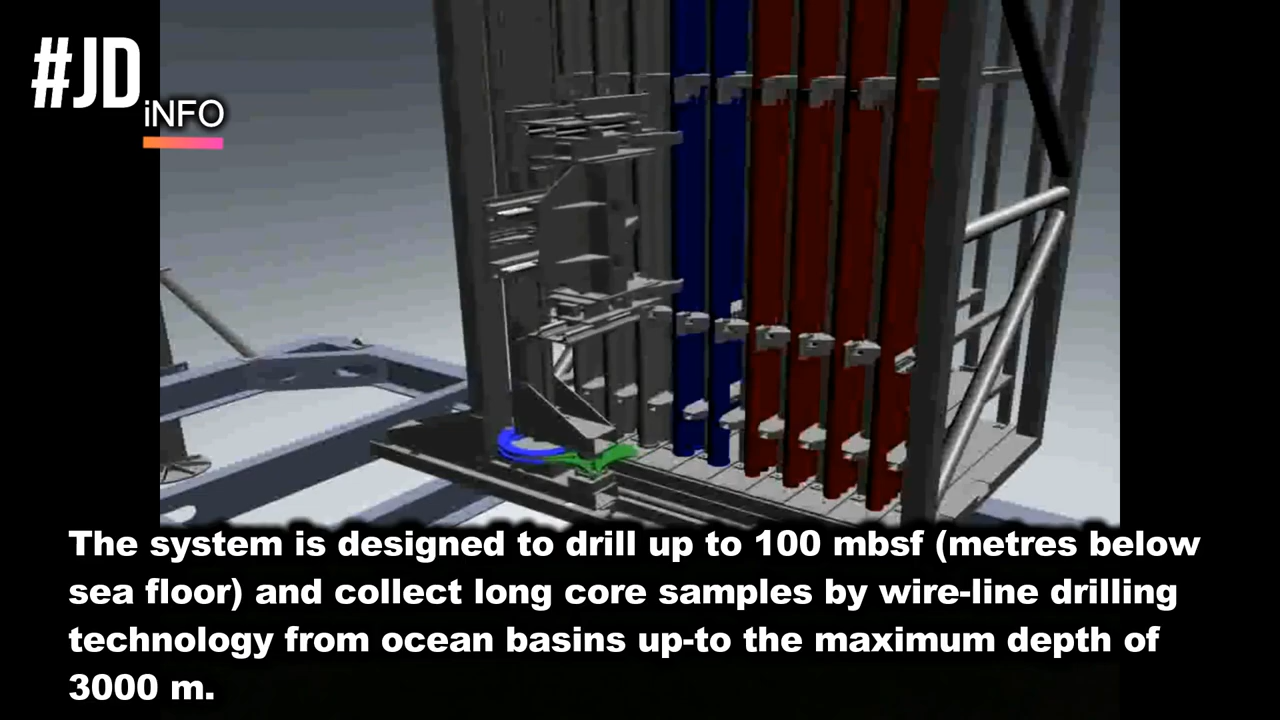 #JD
iNFO
The system is designed to drill up to 100 mbsf (metres below
sea floor) and collect long core samples by wire-line drilling
technology from ocean basins up-to the maximum depth of
3000 m.